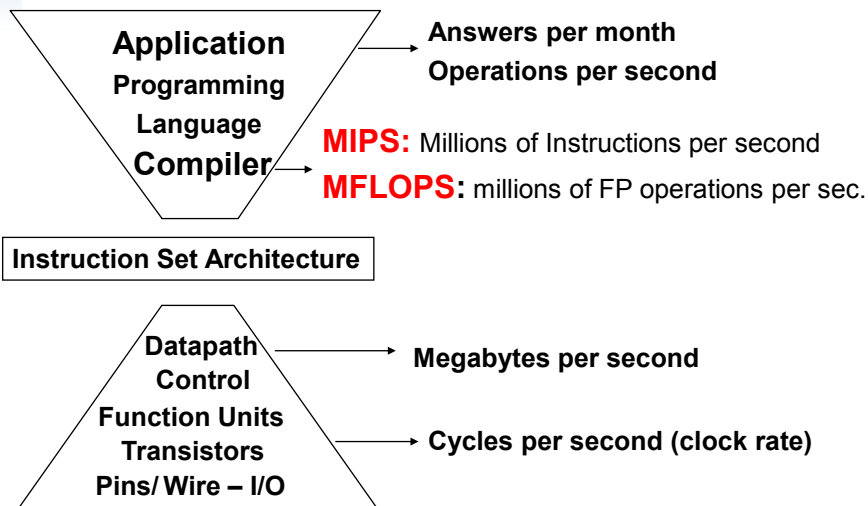 Application
Programming
Language
Compiler
Answers per month
Operations per second
MIPS: Millions of Instructions per second
MFLOPS: millions of FP operations per sec.
Instruction Set Architecture
Datapath
Control
Function Units
Transistors
Pins/ Wire – I/O
Megabytes per second
Cycles per second (clock rate)